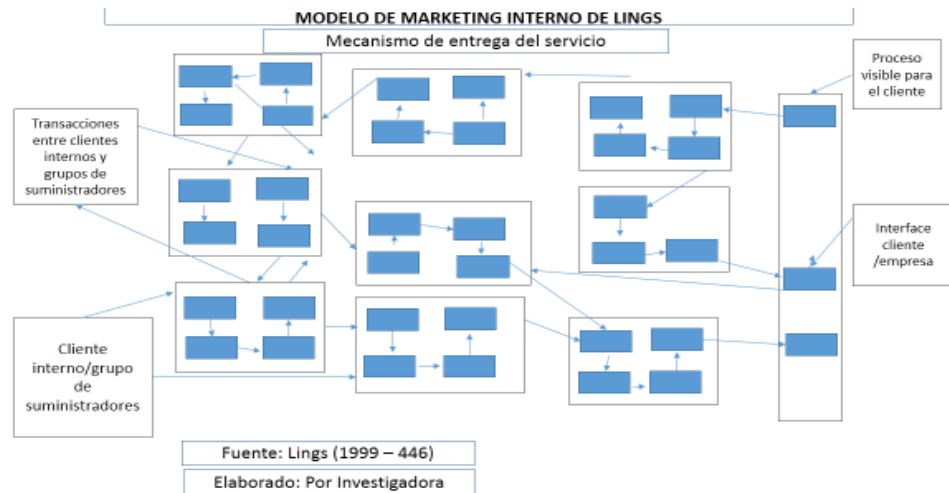 MODELO DE MARKETING INTERNO DE LINGS
Mecanismo de entrega del servicio
Proceso
visible para
el cliente
Transacciones
entre clientes
internos y
grupos de
suministradores
Interface
cliente
/empresa
Cliente
interno/grupo
de
suministradores
Fuente: Lings (1999 – 446)
Elaborado: Por Investigadora